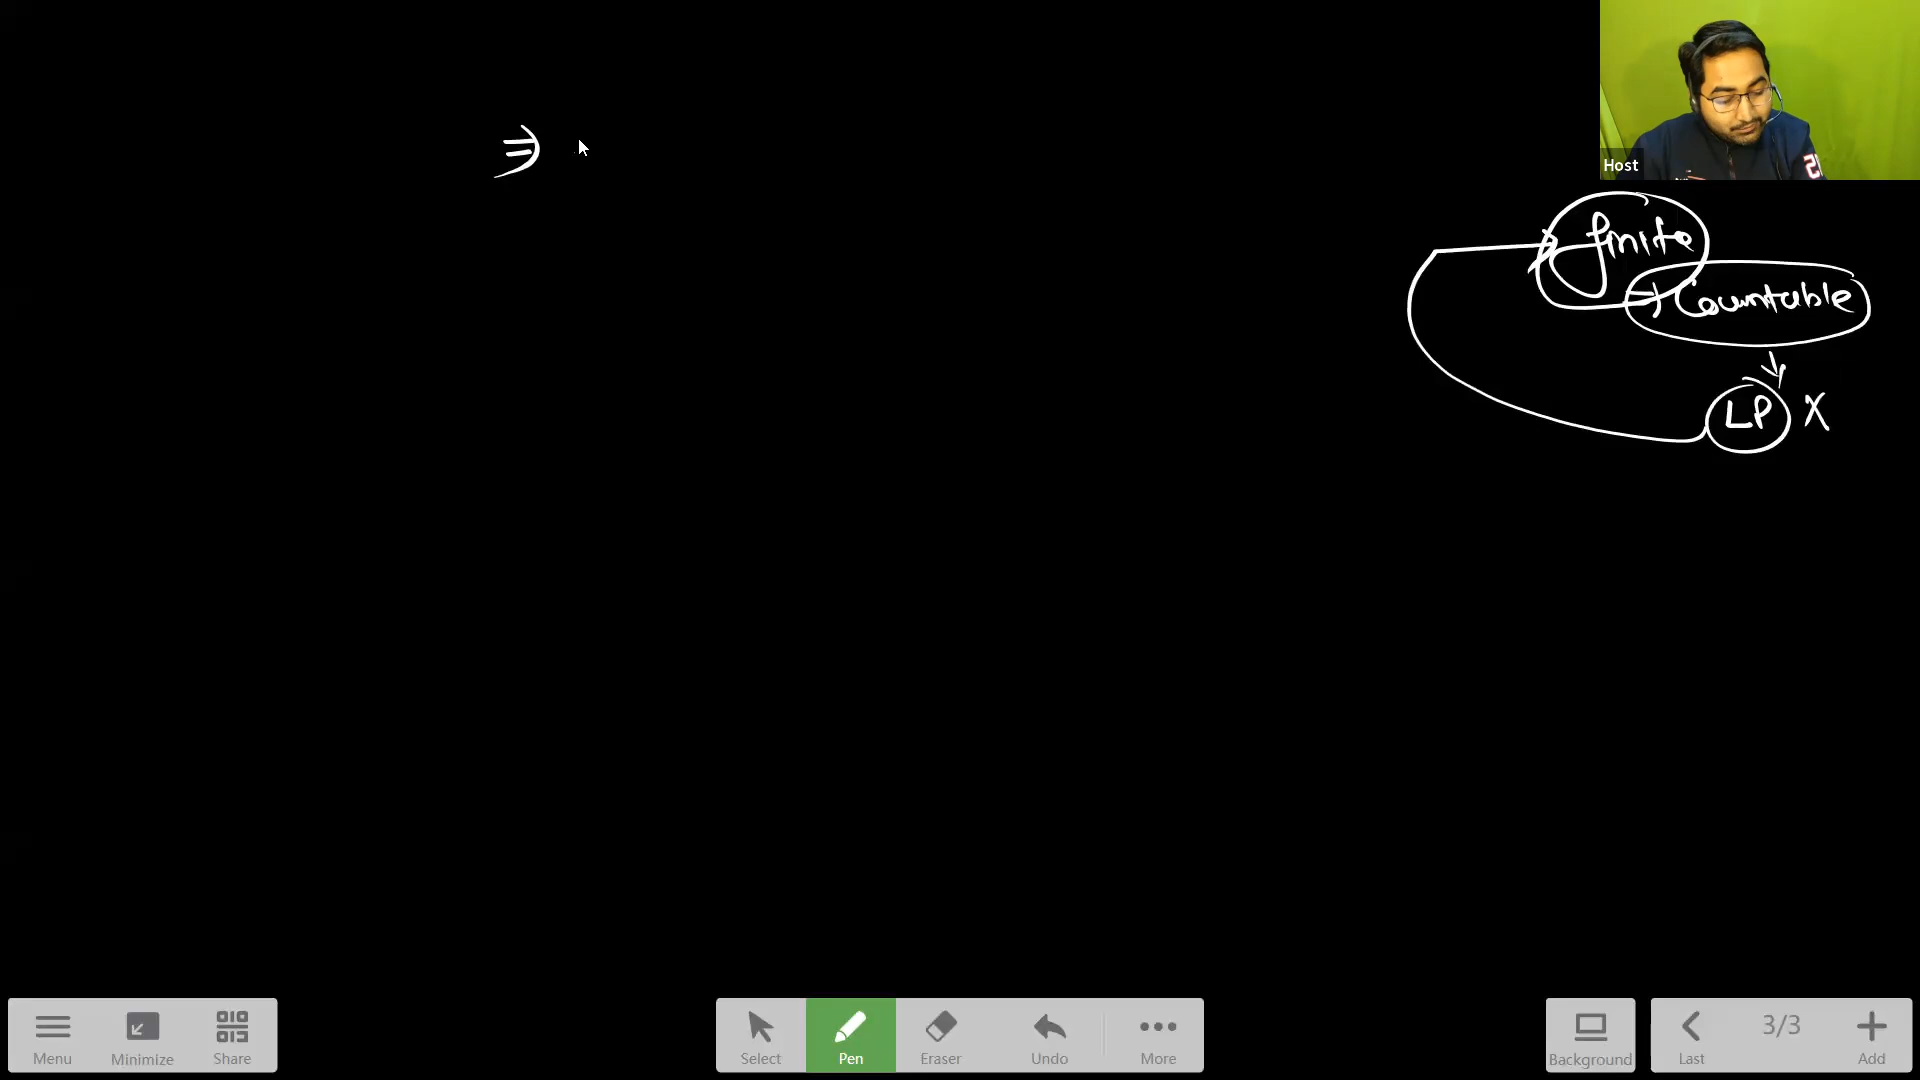 ⇒
Host
finite
→ Countable
LP X
Menu
Minimize
Share
Select
Pen
Eraser
Undo
More
Background
Last
3/3
Add